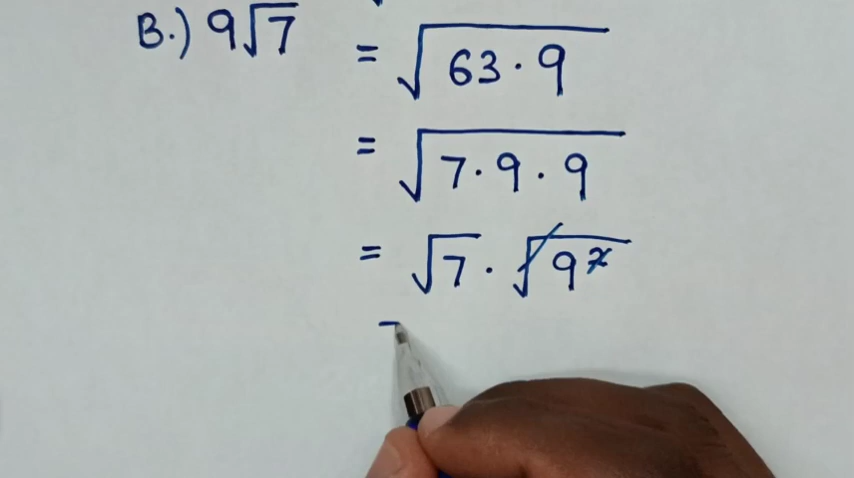 B.) 9√7
= √63 · 9
= √7 · 9 · 9
= √7 · √9²